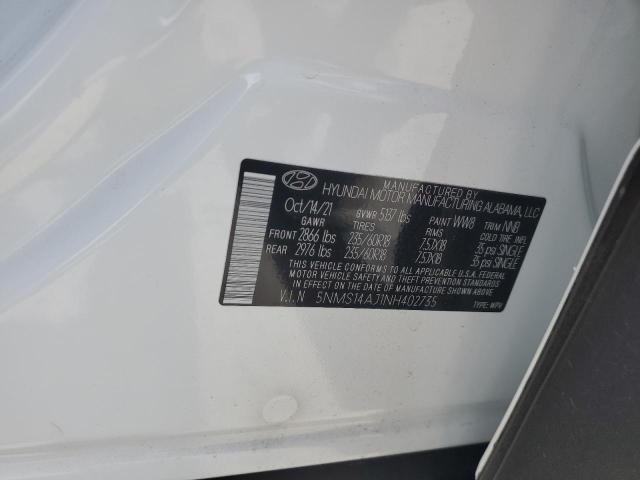 MANUFACTURED BY
HYUNDAI MOTOR MANUFACTURING ALABAMA, LLC
Oct/14/21 GVWR 5137 lbs PAINT WW8 TRIM NNB
GAWR TIRES RIMS COLD TIRE INF.
FRONT 2866 lbs 235/60R18 7.5JX18 35 psi SINGLE
REAR 2976 lbs 235/60R18 7.5JX18 35 psi SINGLE
THIS VEHICLE CONFORMS TO ALL APPLICABLE U.S.A. FEDERAL
MOTOR VEHICLE SAFETY, BUMPER, AND THEFT
PREVENTION STANDARDS IN EFFECT ON THE DATE
OF MANUFACTURE SHOWN ABOVE
V.I.N 5NMS14AJ1NH402735 TYPE: MPV